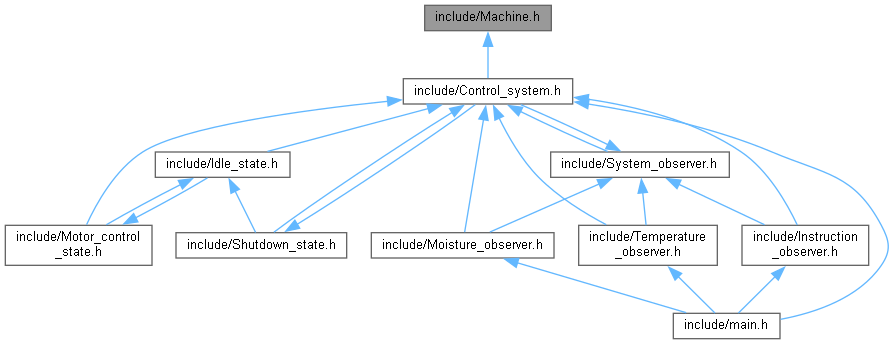 include/Machine.h
include/Control_system.h
include/Idle_state.h
include/System_observer.h
include/Motor_control
_state.h
include/Shutdown_state.h
include/Moisture_observer.h
include/Temperature
_observer.h
include/Instruction
_observer.h
include/main.h